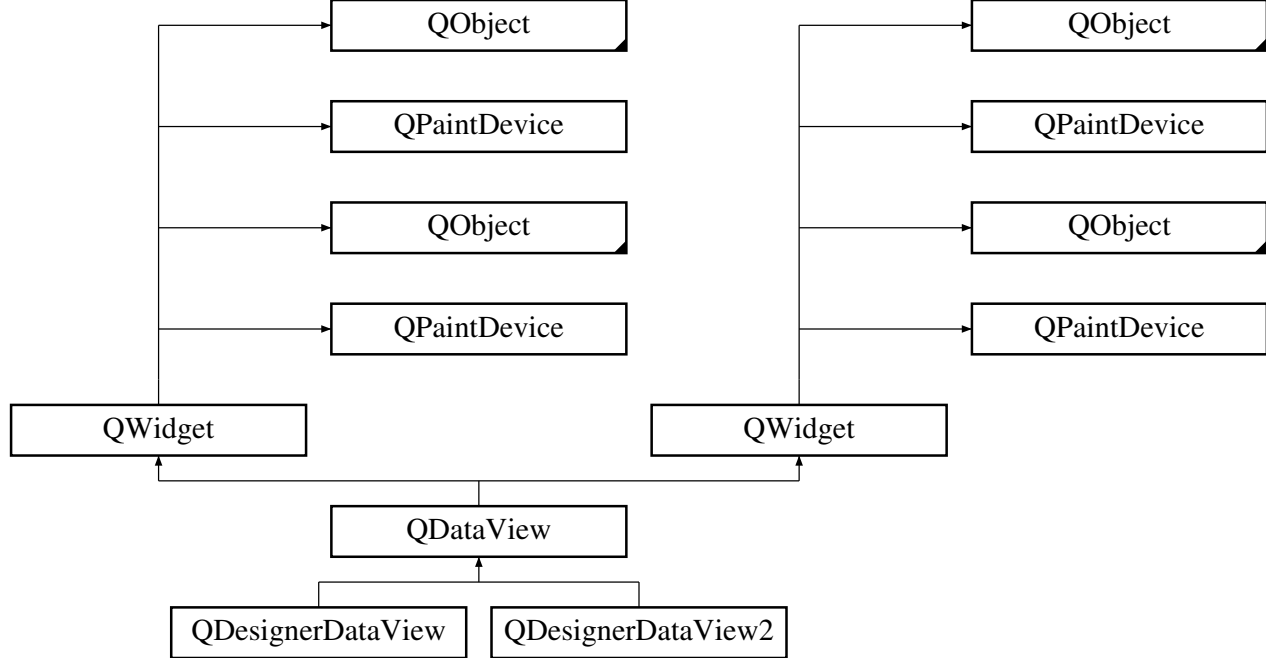 QObject
QObject
QPaintDevice
QPaintDevice
QObject
QObject
QPaintDevice
QPaintDevice
QWidget
QWidget
QDataView
QDesignerDataView
QDesignerDataView2